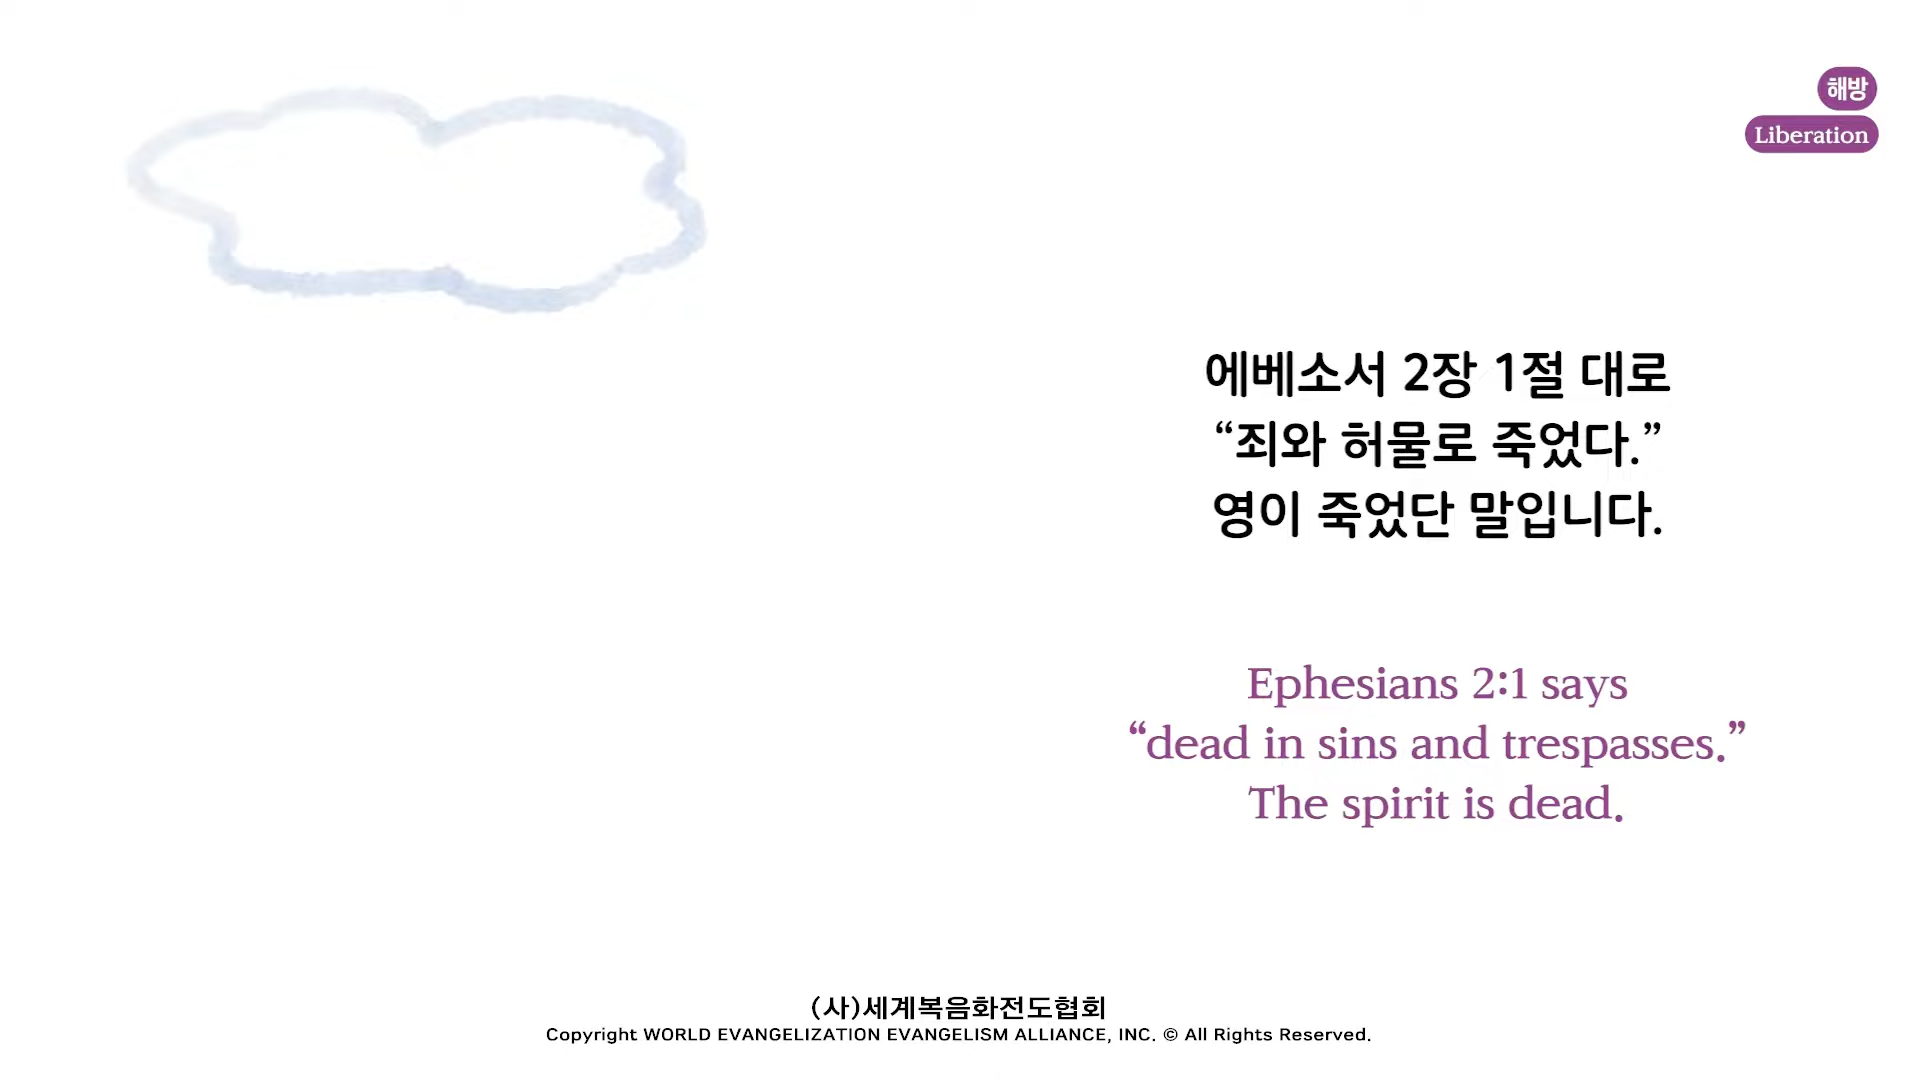 해방
Liberation
에베소서 2장 1절 대로
“죄와 허물로 죽었다.”
영이 죽었단 말입니다.
Ephesians 2:1 says
“dead in sins and trespasses.”
The spirit is dead.
(사)세계복음화전도협회
Copyright WORLD EVANGELIZATION EVANGELISM ALLIANCE, INC. © All Rights Reserved.